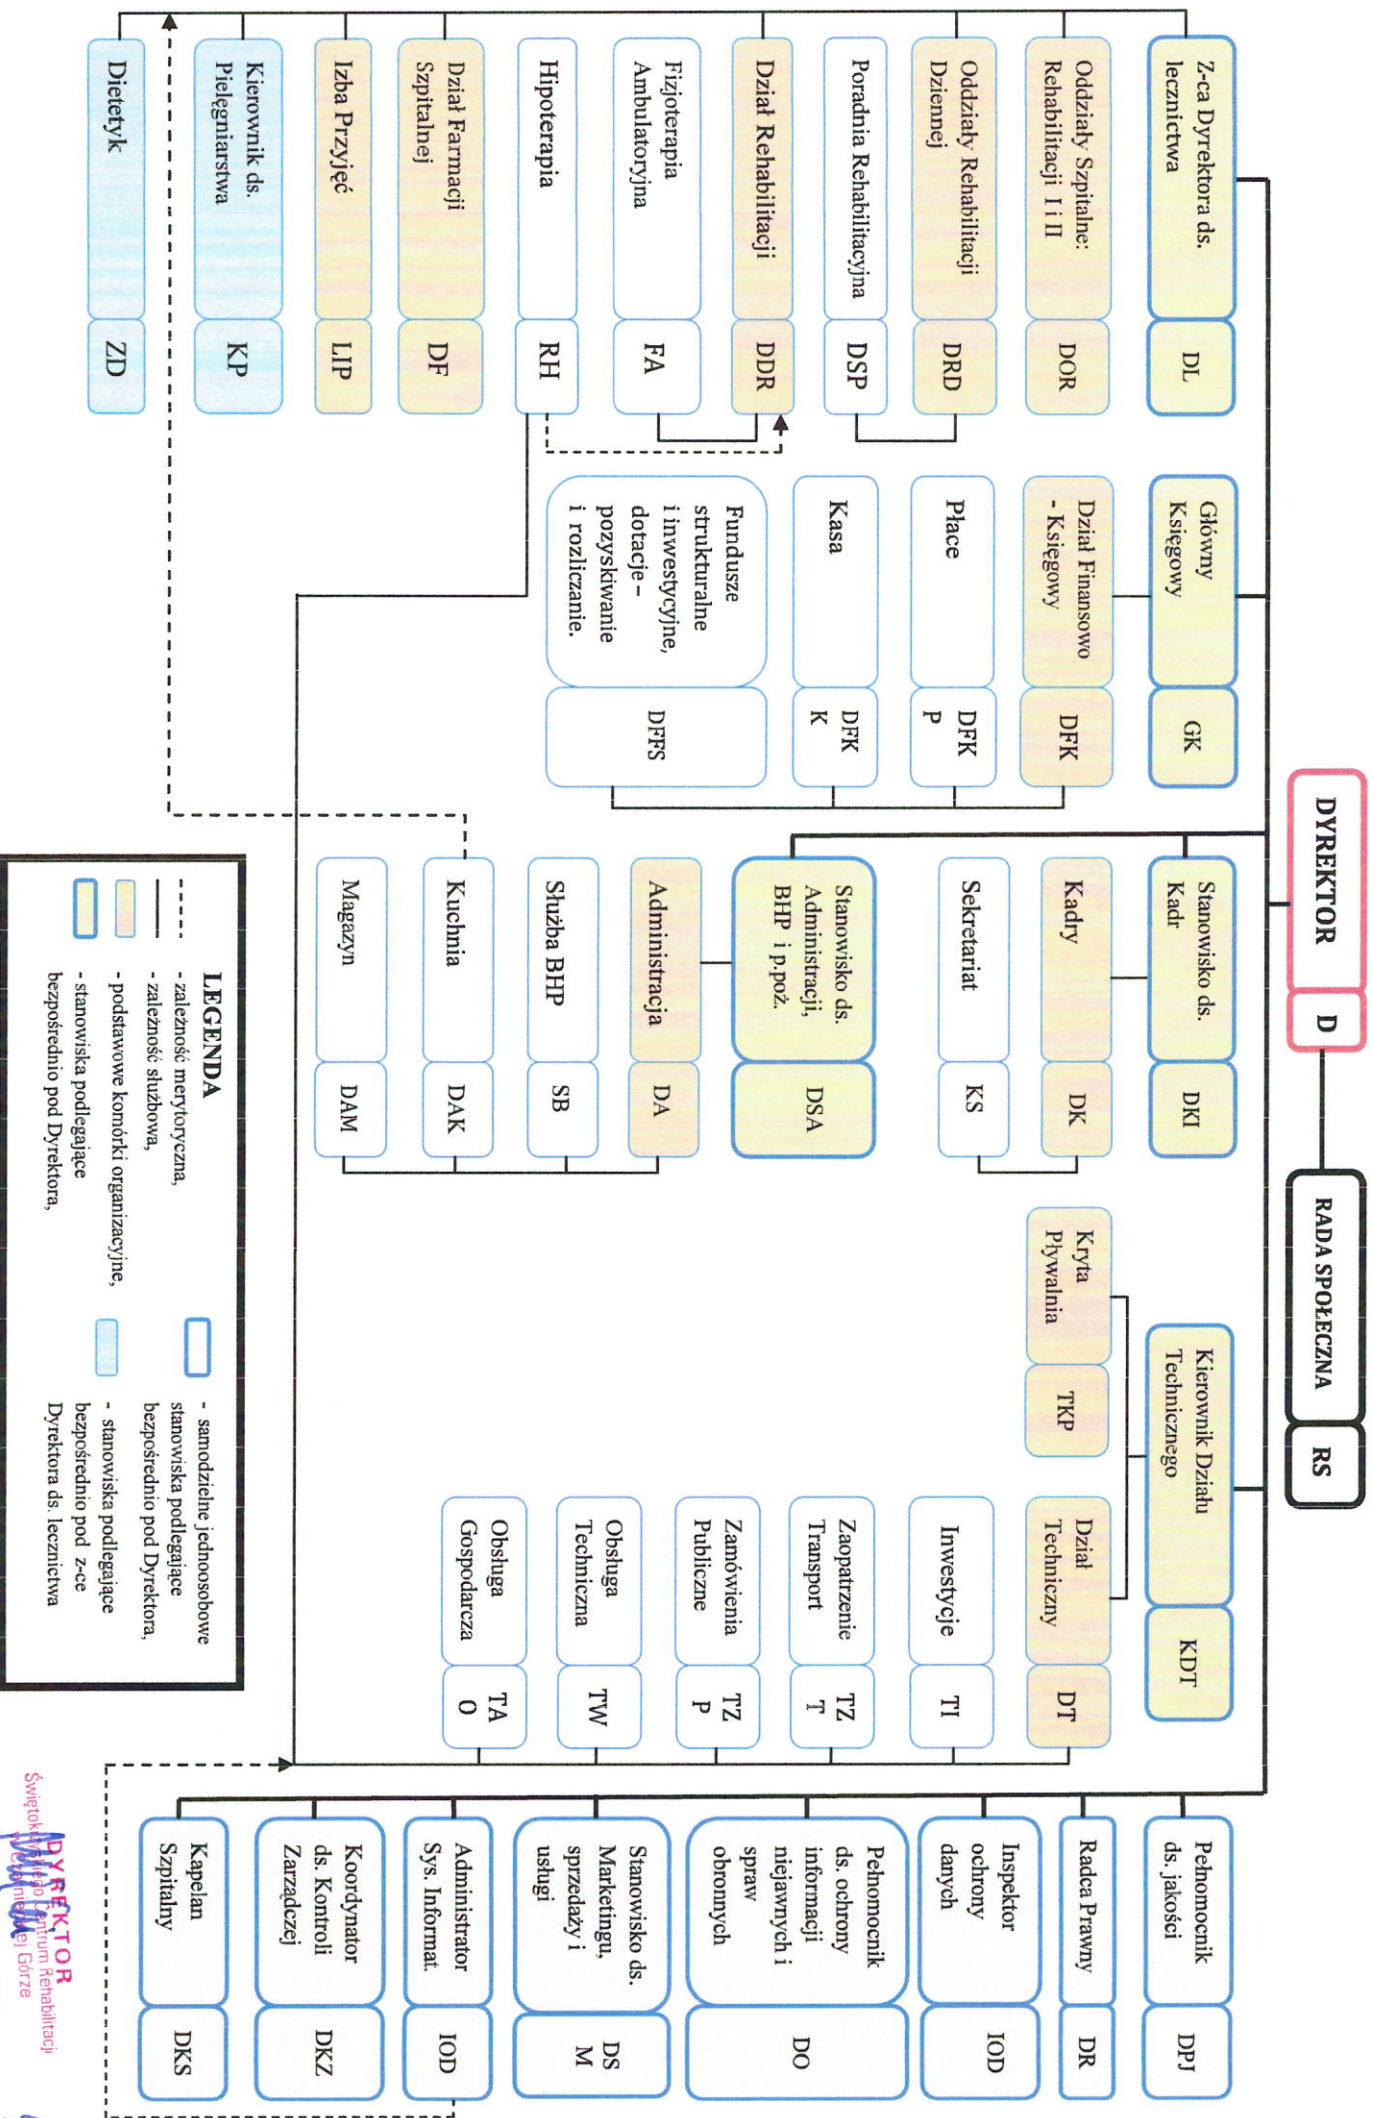 DYREKTOR
D
RADA SPOŁECZNA
RS
Z-ca Dyrektora ds.
lecznictwa
DL
Oddziały Szpitalne:
Rehabilitacji I i II
DOR
Oddziały Rehabilitacji
Dziennej
DRD
Poradnia Rehabilitacyjna
DSP
Dział Rehabilitacji
DDR
Fizjoterapia
Ambulatoryjna
FA
Hipoterapia
RH
Dział Farmacji
Szpitalnej
DF
Izba Przyjęć
LIP
Kierownik ds.
Pielęgniarstwa
KP
Dietetyk
ZD
Główny
Księgowy
GK
Dział Finansowo
- Księgowy
DFK
Płace
DFK
P
Kasa
DFK
K
Fundusze
strukturalne
i inwestycyjne,
dotacje –
pozyskiwanie
i rozliczanie.
DFFS
Stanowisko ds.
Kadr
DKI
Kadry
DK
Sekretariat
KS
Stanowisko ds.
Administracji,
BHP i p.poż.
DSA
Administracja
DA
Służba BHP
SB
Kuchnia
DAK
Magazyn
DAM
Kierownik Działu
Technicznego
KDT
Kryta
Pływalnia
TKP
Dział
Techniczny
DT
Inwestycje
TI
Zaopatrzenie
Transport
TZ
T
Zamówienia
Publiczne
TZ
P
Obsługa
Techniczna
TW
Obsługa
Gospodarcza
TA
O
Pełnomocnik
ds. jakości
DPJ
Radca Prawny
DR
Inspektor
ochrony
danych
IOD
Pełnomocnik
ds. ochrony
informacji
niejawnych i
spraw
obronnych
DO
Stanowisko ds.
Marketingu,
sprzedaży i
usługi
DS
M
Administrator
Sys. Informat.
IOD
Koordynator
ds. Kontroli
Zarządczej
DKZ
Kapelan
Szpitalny
DKS
LEGENDA
- zależność merytoryczna,
- zależność służbowa,
- podstawowe komórki organizacyjne,
- stanowiska podlegające
bezpośrednio pod Dyrektora,
- samodzielne jednoosobowe
stanowiska podlegające
bezpośrednio pod Dyrektora,
- stanowiska podlegające
bezpośrednio pod z-ce
Dyrektora ds. lecznictwa
DYREKTOR
Centrum Rehabilitacji
Górze